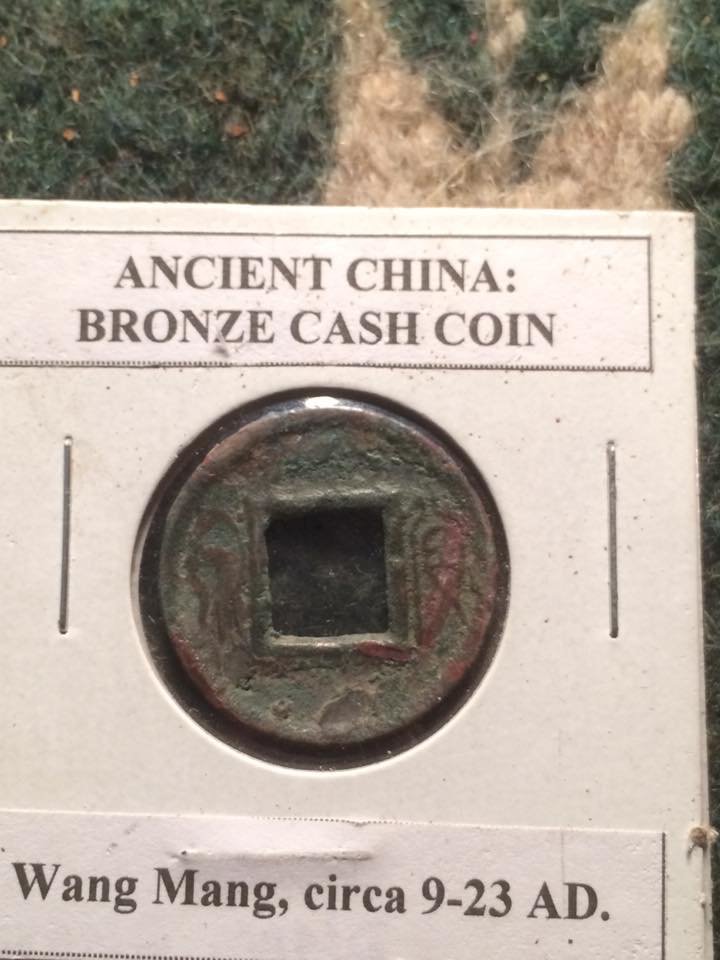 ANCIENT CHINA:
BRONZE CASH COIN
Wang Mang, circa 9-23 AD.